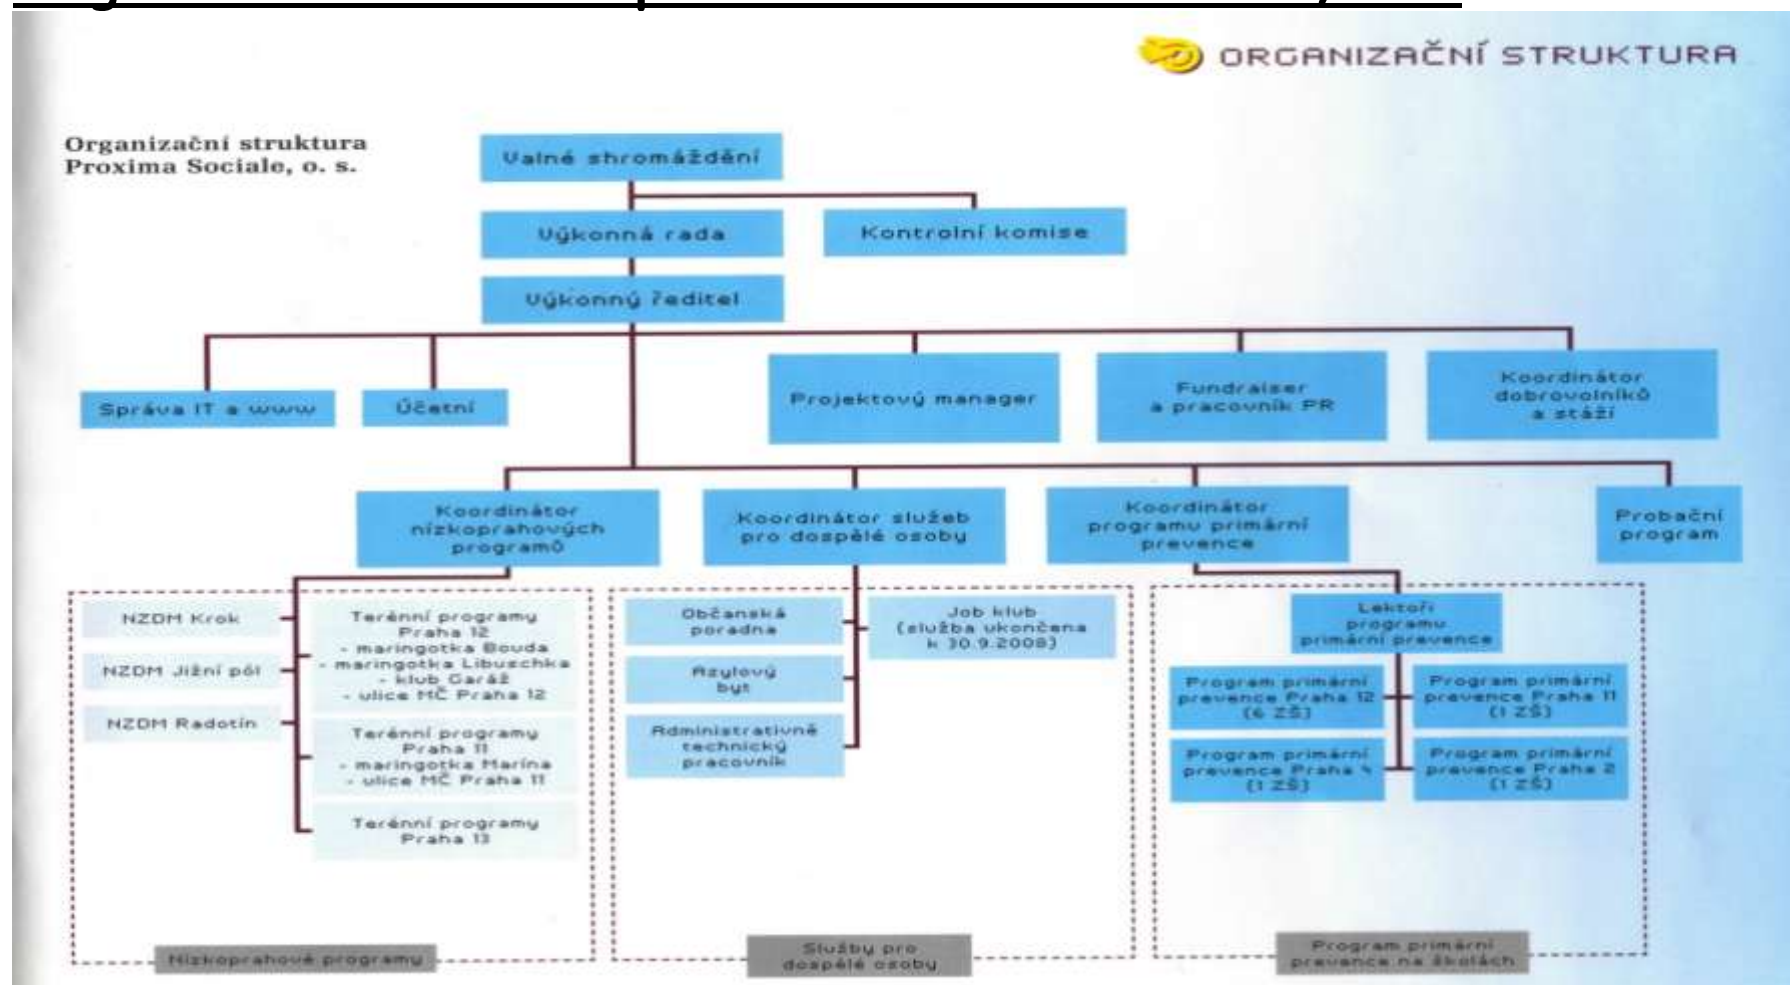 ORGANIZAČNÍ STRUKTURA
Organizační struktura
Proxima Sociale, o. s.
Valné shromáždění
Výkonná rada
Kontrolní komise
Výkonný ředitel
Správa IT a www
Účetní
Projektový manager
Fundraiser
a pracovník PR
Koordinátor
dobrovolníků
a stáží
Koordinátor
nízkoprahových
programů
Koordinátor služeb
pro dospělé osoby
Koordinátor
programu primární
prevence
Probační
program
NZDM Krok
NZDM Jižní pól
NZDM Radotín
Terénní programy
Praha 12
- maringotka Bouda
- maringotka Libuschka
- klub Garáž
- ulice MČ Praha 12
Terénní programy
Praha 11
- maringotka Marína
- ulice MČ Praha 11
Terénní programy
Praha 13
Občanská
poradna
Azylový
byt
Administrativně
technický
pracovník
Job klub
(služba ukončena
k 30.9.2008)
Lektoři
programu
primární prevence
Program primární
prevence Praha 12
(6 ZŠ)
Program primární
prevence Praha 11
(1 ZŠ)
Program primární
prevence Praha 4
(1 ZŠ)
Program primární
prevence Praha 2
(1 ZŠ)
Nízkoprahové programy
Služby pro
dospělé osoby
Program primární
prevence na školách